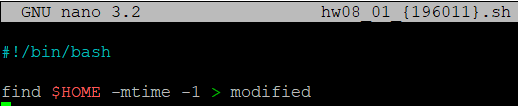 GNU nano 3.2 hw08_01_{196011}.sh
#!/bin/bash
find $HOME -mtime -1 > modified